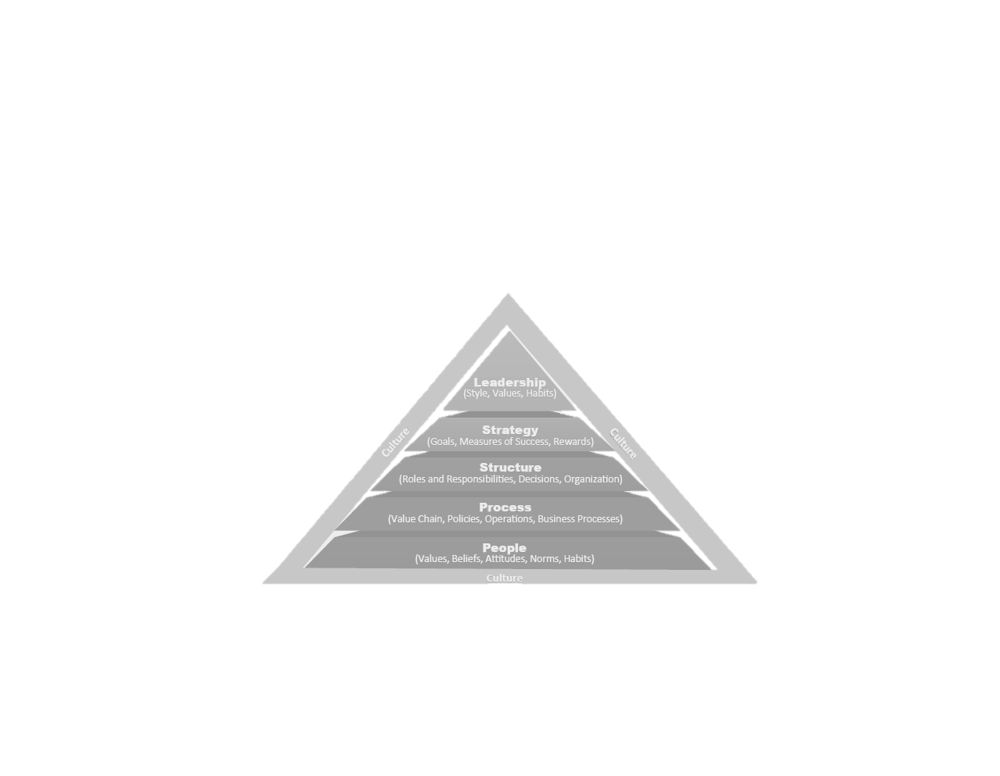 Leadership
(Style, Values, Habits)
Strategy
(Goals, Measures of Success, Rewards)
Culture
Culture
Structure
(Roles and Responsibilities, Decisions, Organization)
Process
(Value Chain, Policies, Operations, Business Processes)
People
(Values, Beliefs, Attitudes, Norms, Habits)
Culture